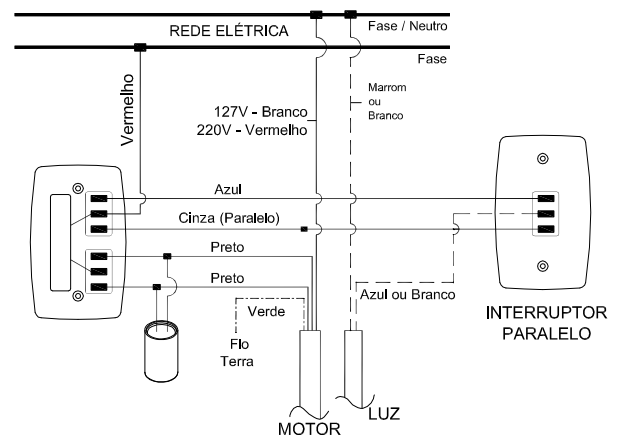 REDE ELÉTRICA
Fase / Neutro
Fase
Vermelho
127V - Branco
220V - Vermelho
Marrom
ou
Branco
Azul
Cinza (Paralelo)
Preto
Preto
Azul ou Branco
Verde
Fio
Terra
INTERRUPTOR
PARALELO
LUZ
MOTOR